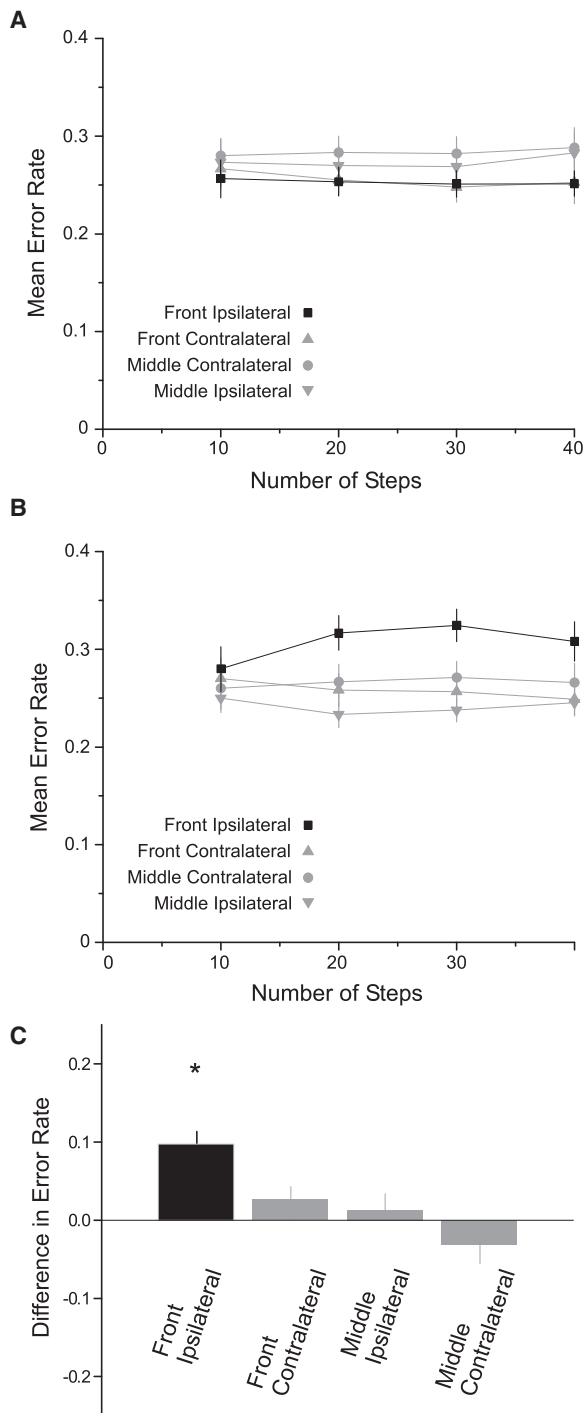 A
0.4
0.3
0.2
0.1
0
Mean Error Rate
Front Ipsilateral
Front Contralateral
Middle Contralateral
Middle Ipsilateral
0 10 20 30 40
Number of Steps
B
0.4
0.3
0.2
0.1
0
Mean Error Rate
Front Ipsilateral
Front Contralateral
Middle Contralateral
Middle Ipsilateral
0 10 20 30
Number of Steps
C
0.2
0.1
0.0
-0.1
-0.2
Difference in Error Rate
*
Front
Ipsilateral
Front
Contralateral
Middle
Ipsilateral
Middle
Contralateral